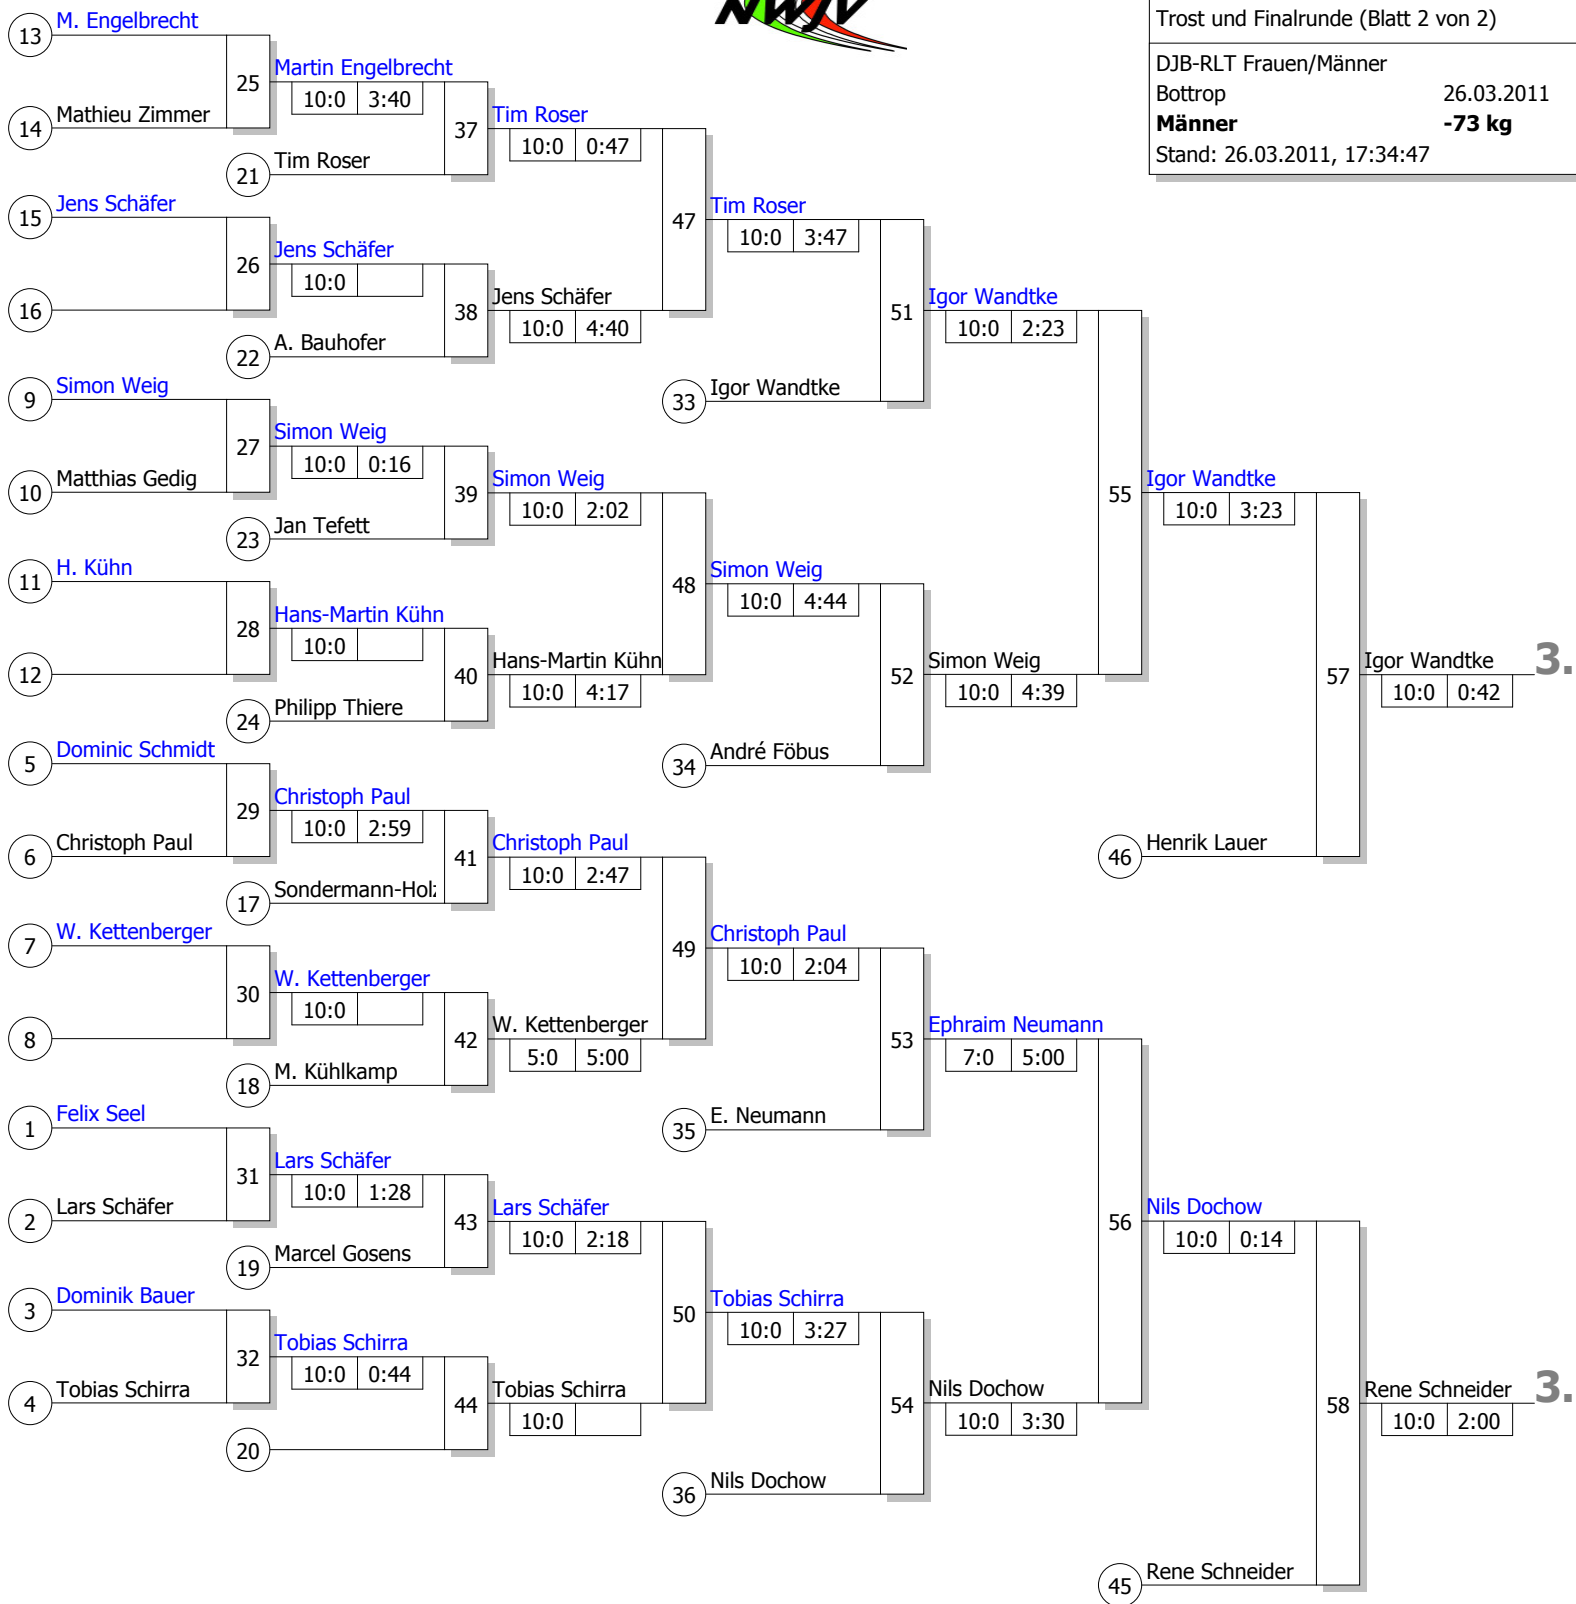 NWJV
Trost und Finalrunde (Blatt 2 von 2)
DJB-RLT Frauen/Männer
Bottrop 26.03.2011
Männer -73 kg
Stand: 26.03.2011, 17:34:47
13 M. Engelbrecht
25 Martin Engelbrecht
10:0 3:40
14 Mathieu Zimmer
37 Tim Roser
10:0 0:47
21 Tim Roser
15 Jens Schäfer
47 Tim Roser
10:0 3:47
26 Jens Schäfer
10:0
16
38 Jens Schäfer
10:0 4:40
22 A. Bauhofer
51 Igor Wandtke
10:0 2:23
33 Igor Wandtke
9 Simon Weig
27 Simon Weig
10:0 0:16
10 Matthias Gedig
39 Simon Weig
10:0 2:02
23 Jan Tefett
55 Igor Wandtke
10:0 3:23
11 H. Kühn
48 Simon Weig
10:0 4:44
28 Hans-Martin Kühn
10:0
12
40 Hans-Martin Kühn
10:0 4:17
24 Philipp Thiere
52 Simon Weig
10:0 4:39
34 André Föbus
57 Igor Wandtke 3.
10:0 0:42
46 Henrik Lauer
5 Dominic Schmidt
29 Christoph Paul
10:0 2:59
6 Christoph Paul
41 Christoph Paul
10:0 2:47
17 Sondermann-Holz
7 W. Kettenberger
49 Christoph Paul
10:0 2:04
30 W. Kettenberger
10:0
8
42 W. Kettenberger
5:0 5:00
18 M. Kühlkamp
53 Ephraim Neumann
7:0 5:00
35 E. Neumann
1 Felix Seel
31 Lars Schäfer
10:0 1:28
2 Lars Schäfer
43 Lars Schäfer
10:0 2:18
19 Marcel Gosens
56 Nils Dochow
10:0 0:14
3 Dominik Bauer
50 Tobias Schirra
10:0 3:27
32 Tobias Schirra
10:0 0:44
4 Tobias Schirra
44 Tobias Schirra
10:0
20
54 Nils Dochow
10:0 3:30
36 Nils Dochow
58 Rene Schneider 3.
10:0 2:00
45 Rene Schneider